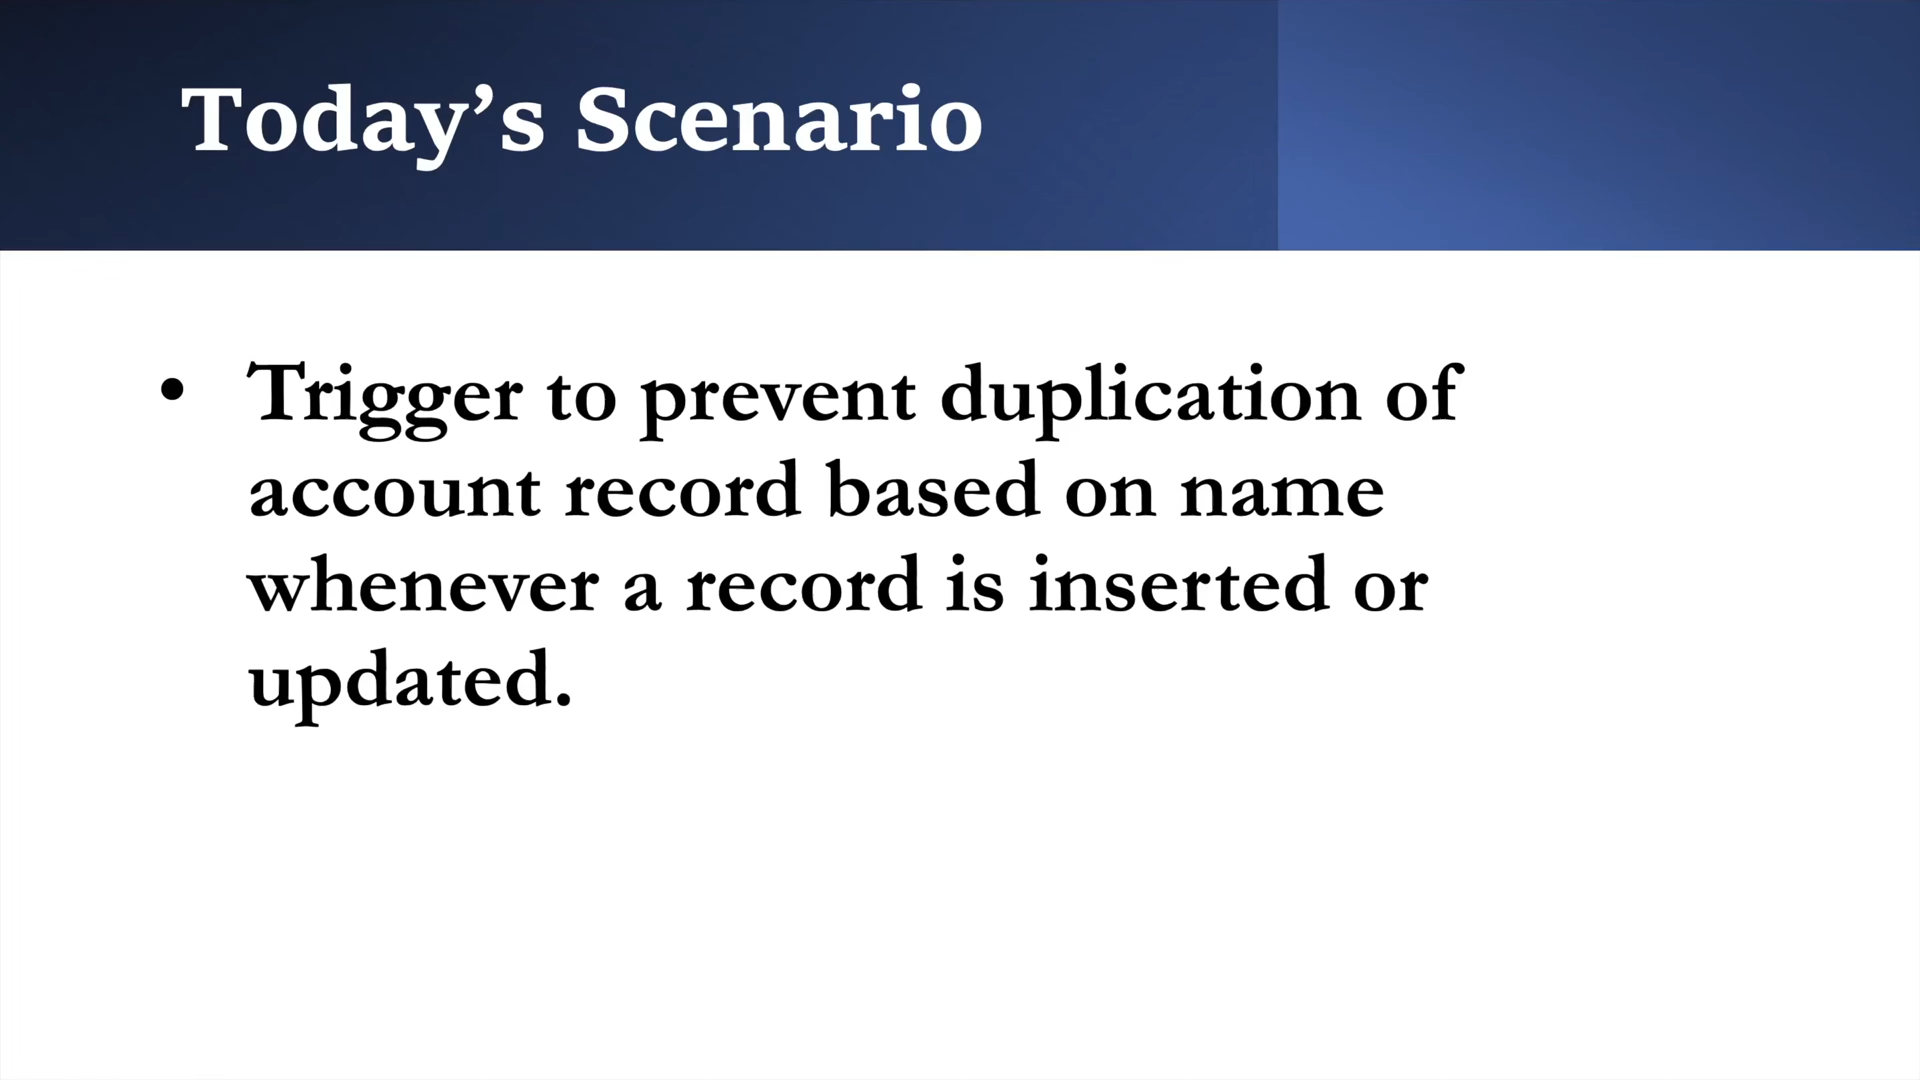 Today’s Scenario
• Trigger to prevent duplication of
account record based on name
whenever a record is inserted or
updated.